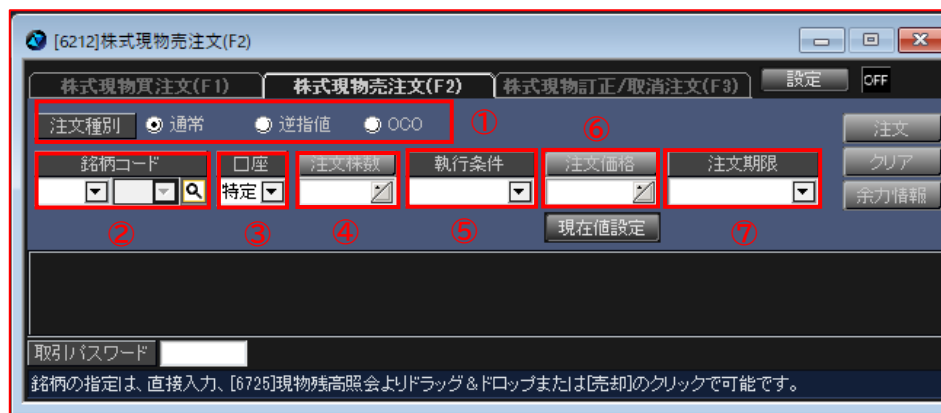 [6212]株式現物売注文(F2)
株式現物買注文(F1) 株式現物売注文(F2) 株式現物訂正/取消注文(F3) 設定 OFF
注文種別 通常 逆指値 OCO ① ⑥ 注文
銘柄コード 口座 注文株数 執行条件 注文価格 注文期限 クリア
特定 余力情報
② ③ ④ ⑤ 現在値設定 ⑦
取引パスワード
銘柄の指定は、直接入力、[6725]現物残高照会よりドラッグ&ドロップまたは[売却]のクリックで可能です。